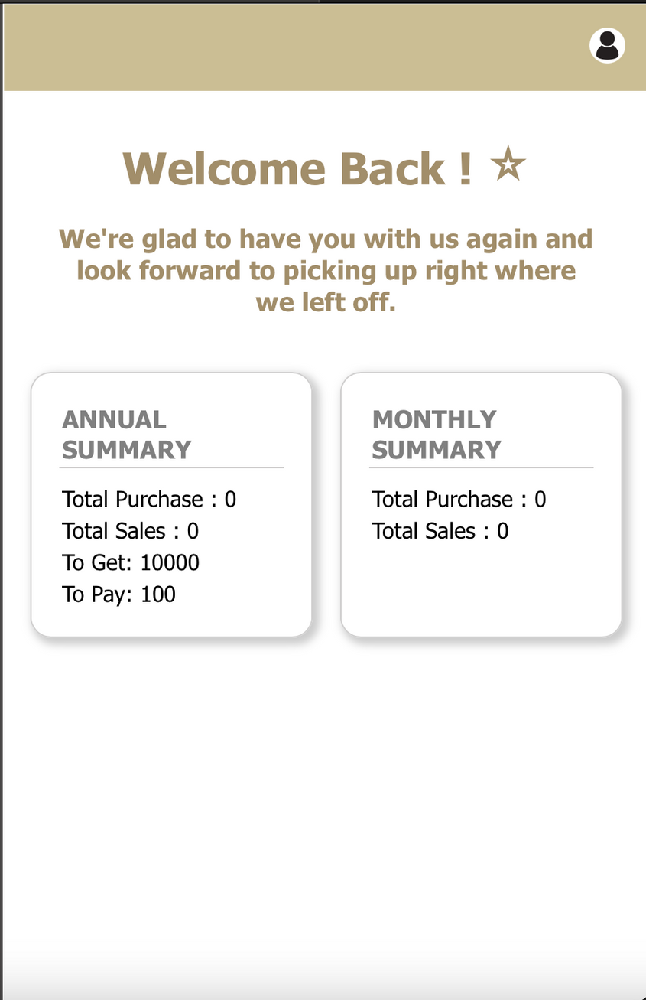 Welcome Back ! ☆
We're glad to have you with us again and
look forward to picking up right where
we left off.
ANNUAL
SUMMARY
Total Purchase : 0
Total Sales : 0
To Get: 10000
To Pay: 100
MONTHLY
SUMMARY
Total Purchase : 0
Total Sales : 0